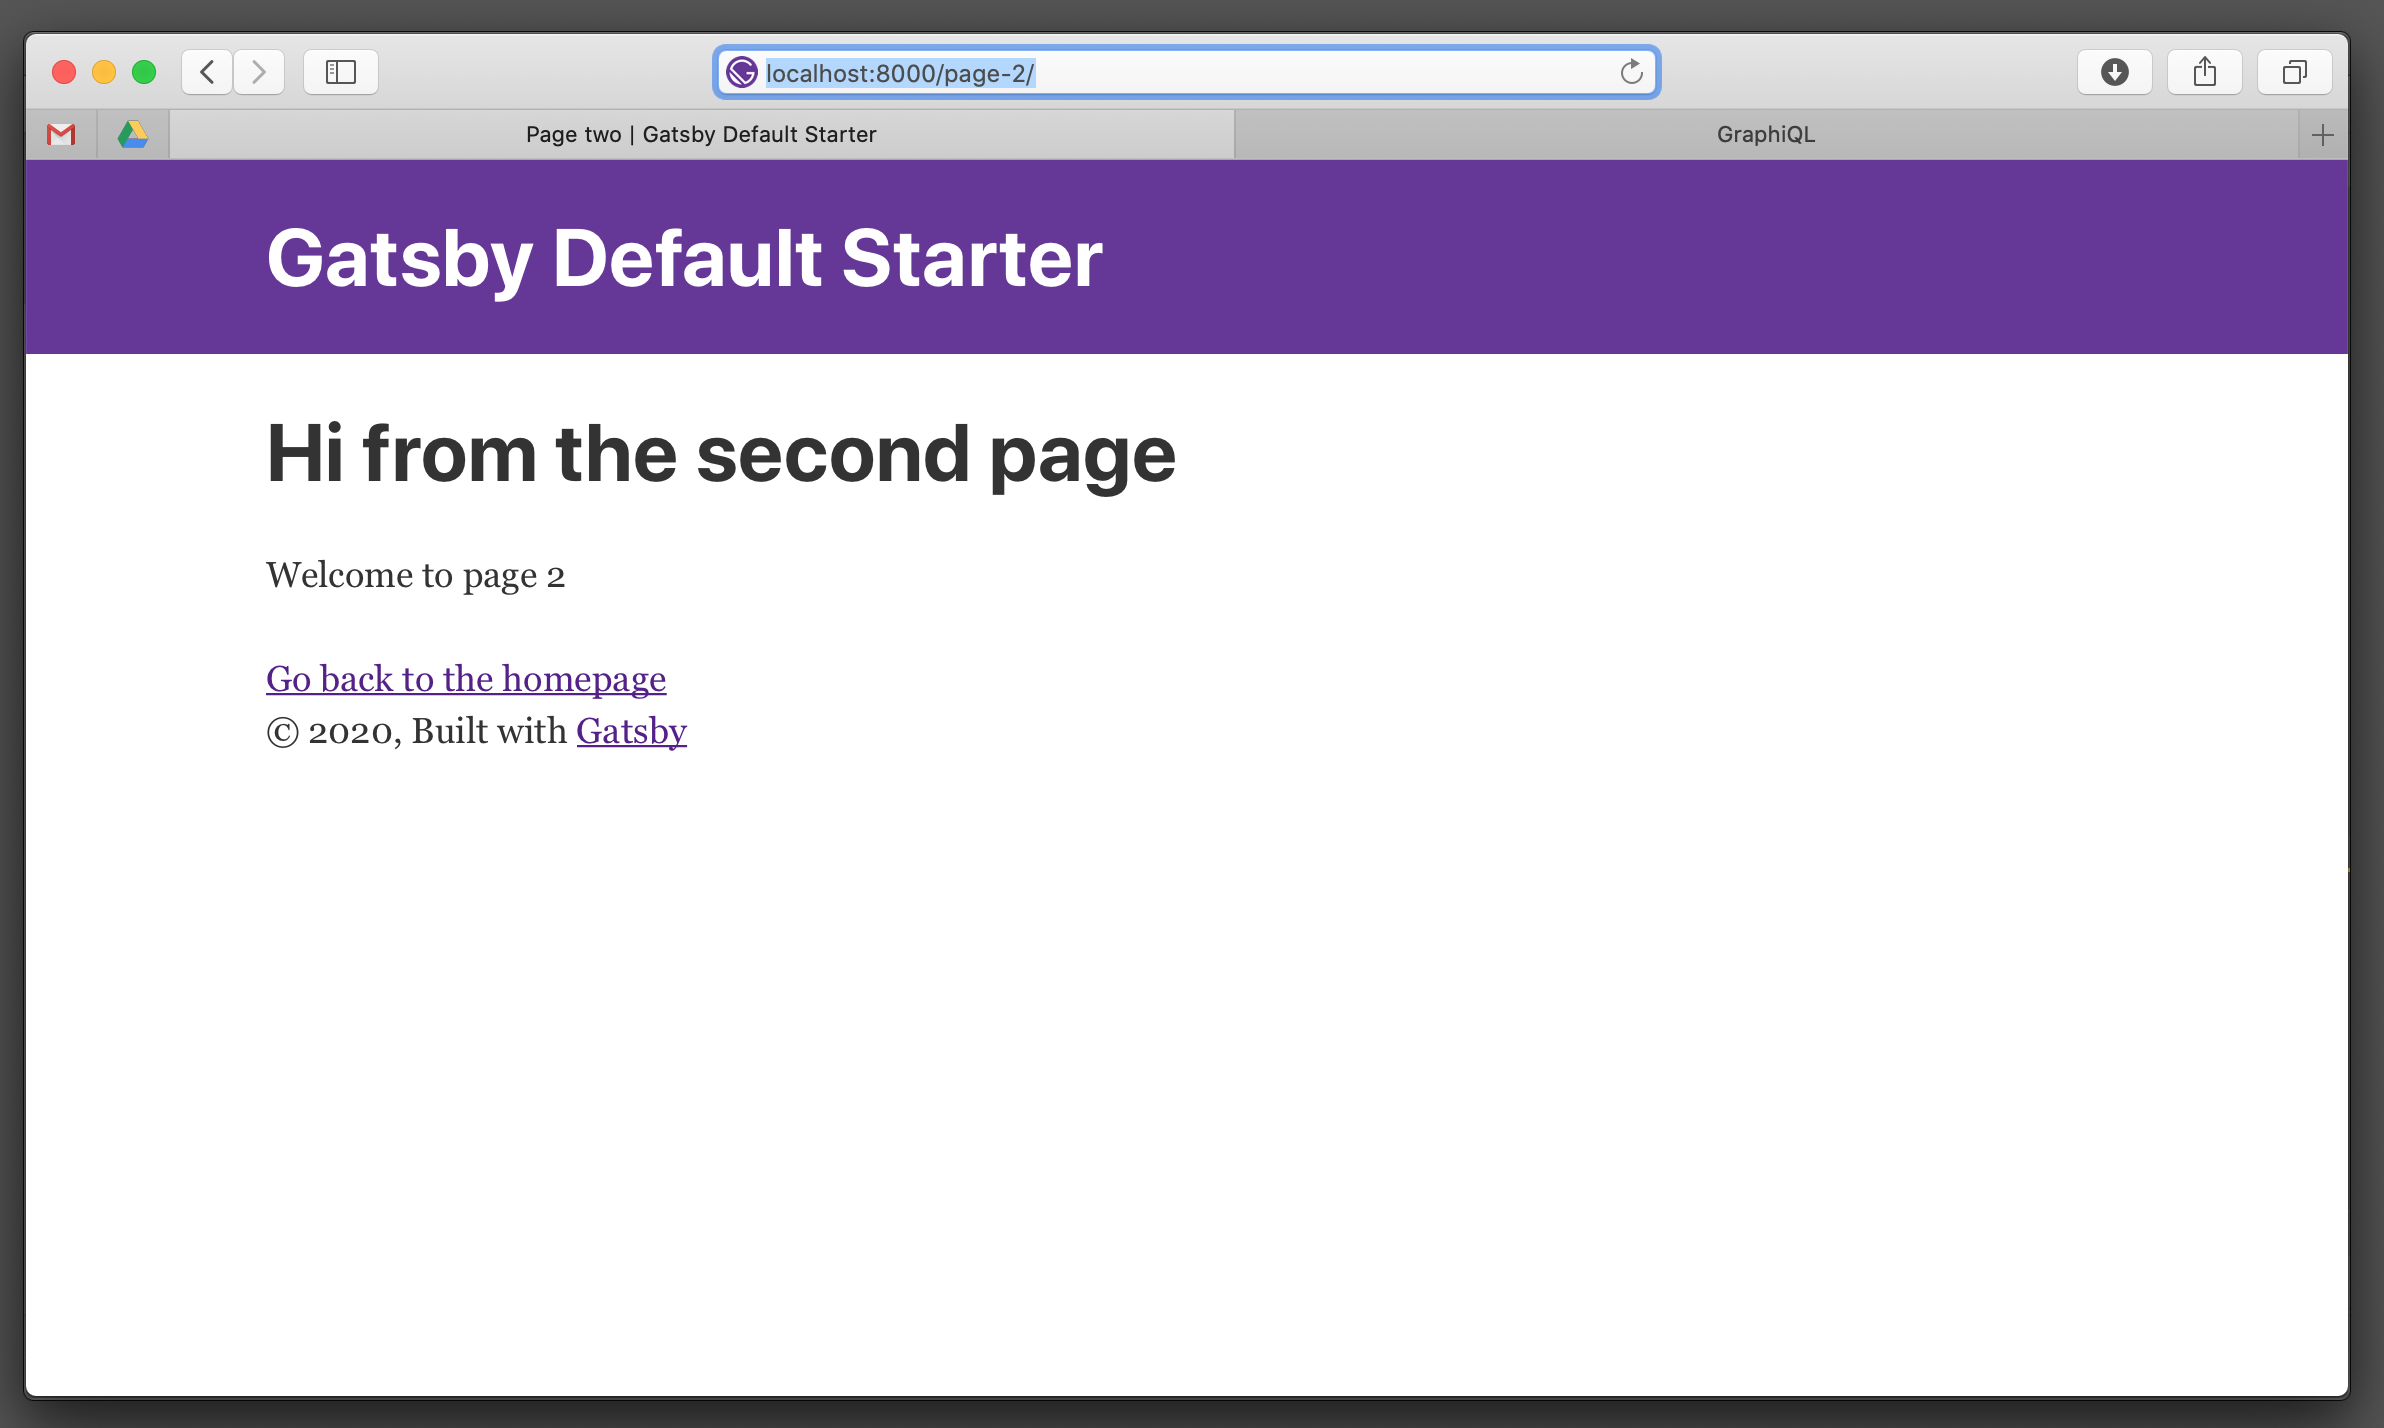 localhost:8000/page-2/
Page two | Gatsby Default Starter
GraphiQL
Gatsby Default Starter
Hi from the second page
Welcome to page 2
Go back to the homepage
© 2020, Built with Gatsby